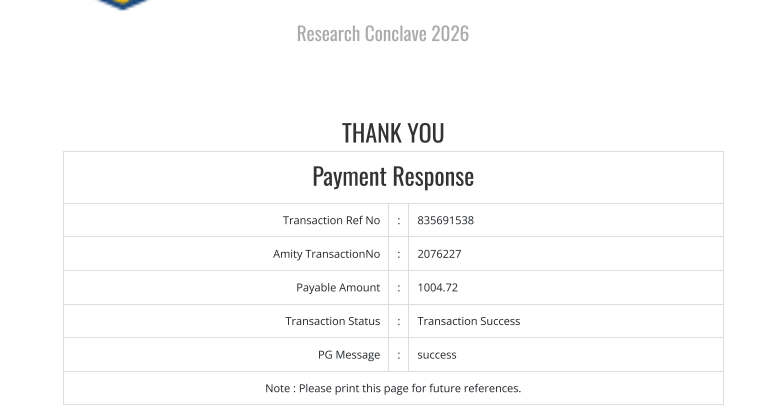 Research Conclave 2026
THANK YOU
Payment Response
Transaction Ref No : 835691538
Amity TransactionNo : 2076227
Payable Amount : 1004.72
Transaction Status : Transaction Success
PG Message : success
Note : Please print this page for future references.